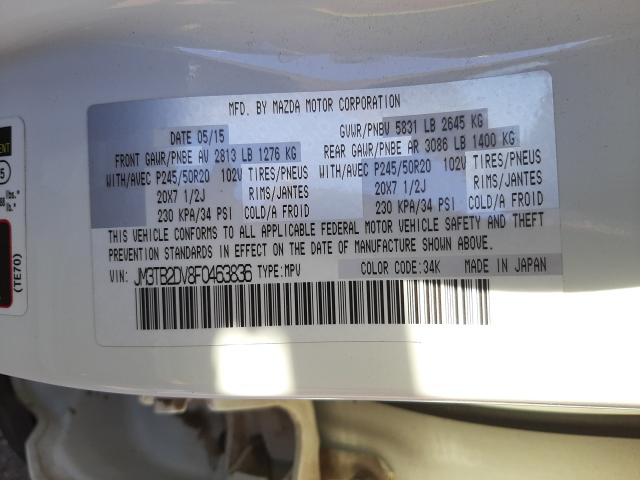 MFD. BY MAZDA MOTOR CORPORATION
DATE 05/15
GVWR/PNBV 5831 LB 2645 KG
FRONT GAWR/PNBE AV 2813 LB 1276 KG
REAR GAWR/PNBE AR 3086 LB 1400 KG
WITH/AVEC P245/50R20 102V TIRES/PNEUS
WITH/AVEC P245/50R20 102V TIRES/PNEUS
20X7 1/2J RIMS/JANTES
20X7 1/2J RIMS/JANTES
230 KPA/34 PSI COLD/A FROID
230 KPA/34 PSI COLD/A FROID
THIS VEHICLE CONFORMS TO ALL APPLICABLE FEDERAL MOTOR VEHICLE SAFETY AND THEFT
PREVENTION STANDARDS IN EFFECT ON THE DATE OF MANUFACTURE SHOWN ABOVE.
VIN: JM3TB2DV8F0463836 TYPE:MPV
COLOR CODE:34K MADE IN JAPAN
(TE70)